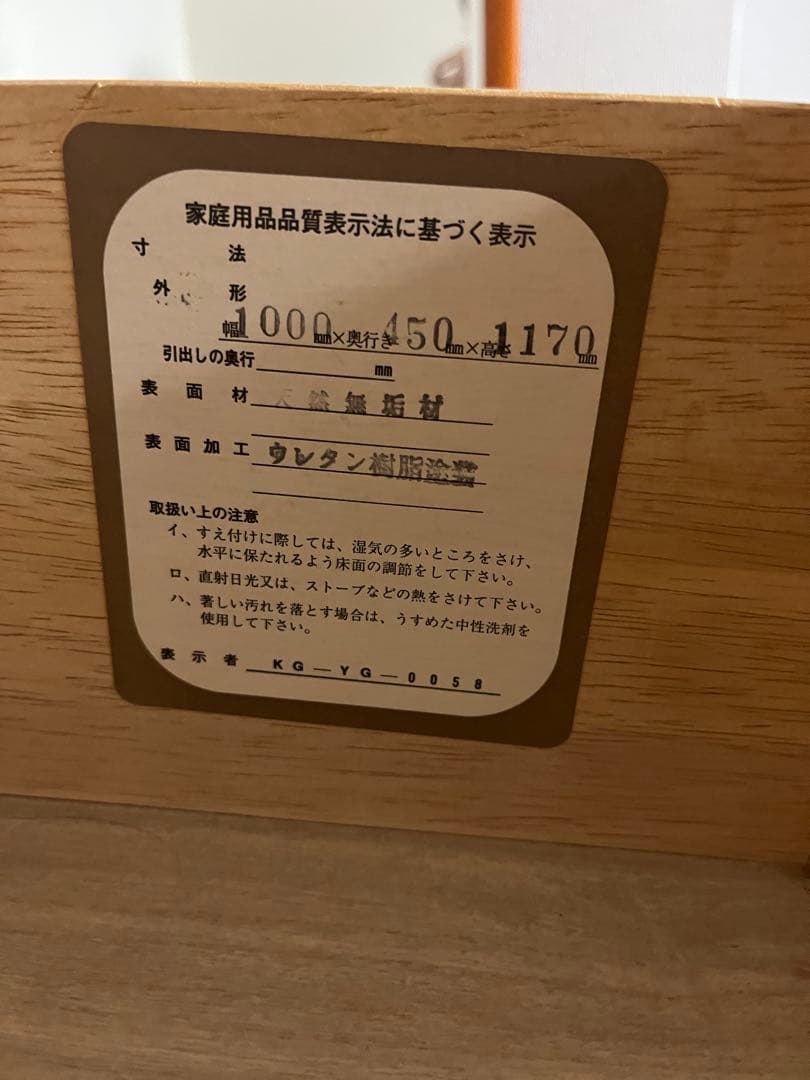 家庭用品品質表示法に基づく表示
寸法
外形
幅1000mm×奥行き450mm×高さ1170mm
引出しの奥行 mm
表面材 天然無垢材
表面加工 ウレタン樹脂塗装
取扱い上の注意
イ、すえ付けに際しては、湿気の多いところをさけ、
水平に保たれるよう床面の調節をして下さい。
ロ、直射日光又は、ストーブなどの熱をさけて下さい。
ハ、著しい汚れを落とす場合は、うすめた中性洗剤を
使用して下さい。
表示者 KG—YG—0058